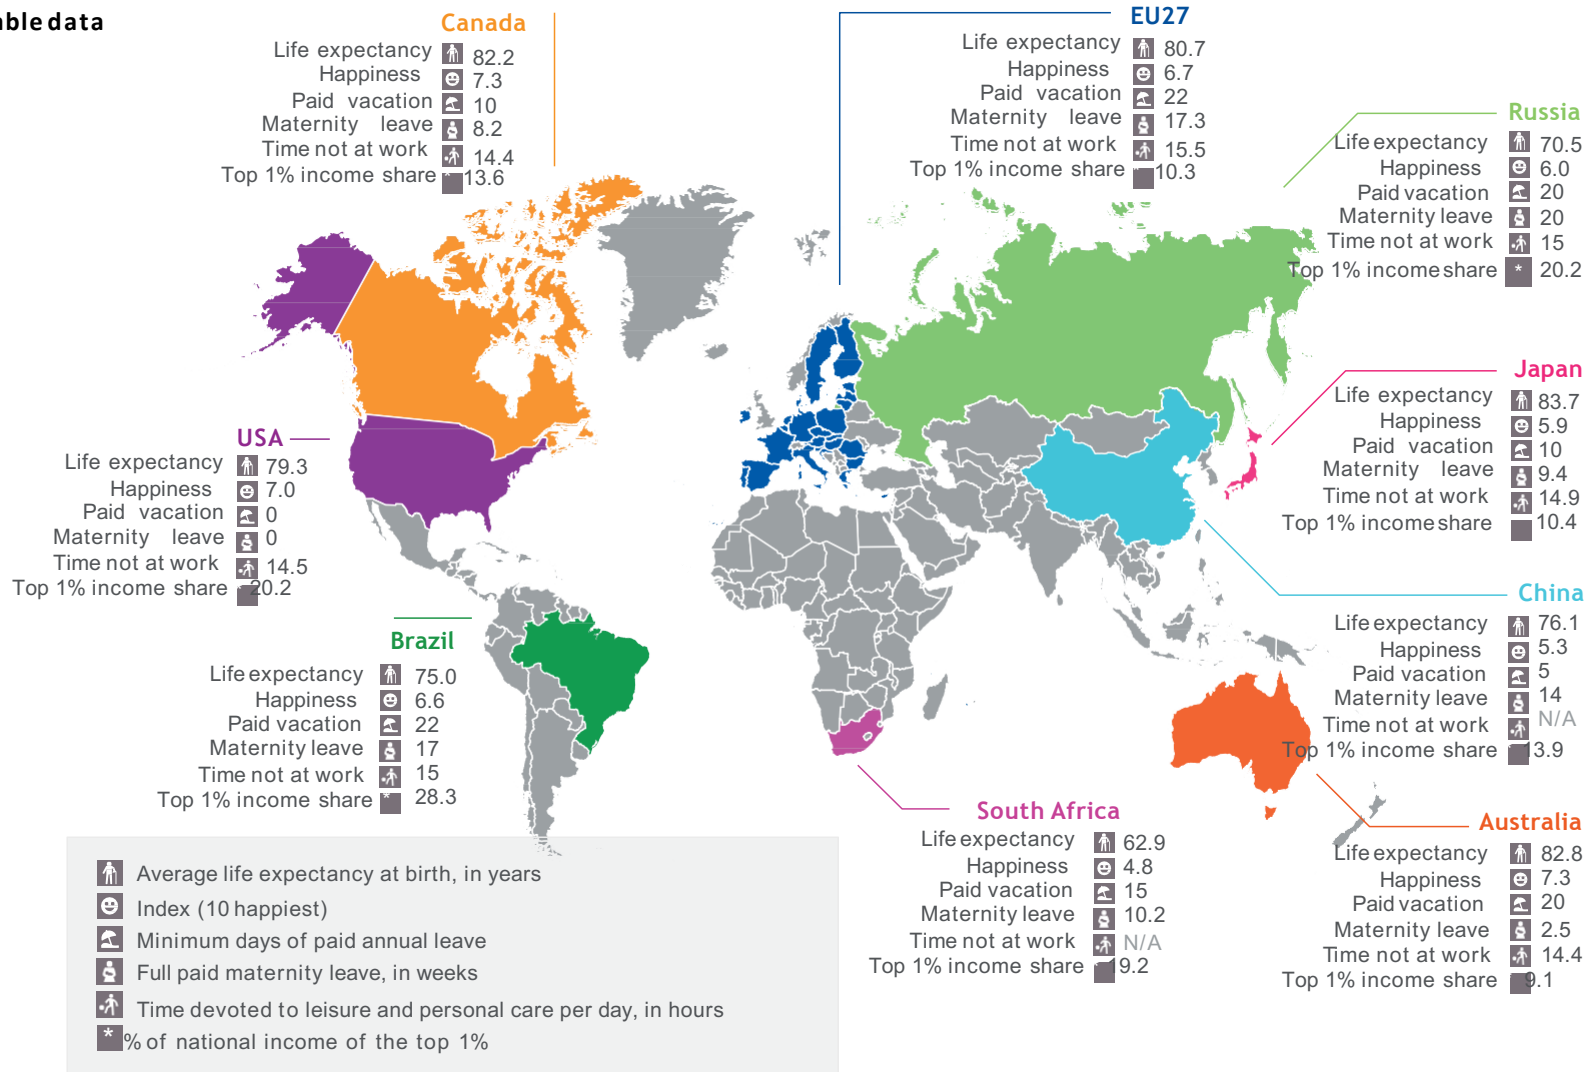 able data
Canada
Life expectancy 82.2
Happiness 7.3
Paid vacation 10
Maternity leave 8.2
Time not at work 14.4
Top 1% income share * 13.6
EU27
Life expectancy 80.7
Happiness 6.7
Paid vacation 22
Maternity leave 17.3
Time not at work 15.5
Top 1% income share 10.3
Russia
Life expectancy 70.5
Happiness 6.0
Paid vacation 20
Maternity leave 20
Time not at work 15
Top 1% income share * 20.2
Japan
Life expectancy 83.7
Happiness 5.9
Paid vacation 10
Maternity leave 9.4
Time not at work 14.9
Top 1% income share 10.4
USA
Life expectancy 79.3
Happiness 7.0
Paid vacation 0
Maternity leave 0
Time not at work 14.5
Top 1% income share 20.2
China
Life expectancy 76.1
Happiness 5.3
Paid vacation 5
Maternity leave 14
Time not at work N/A
Top 1% income share 13.9
Brazil
Life expectancy 75.0
Happiness 6.6
Paid vacation 22
Maternity leave 17
Time not at work 15
Top 1% income share * 28.3
South Africa
Life expectancy 62.9
Happiness 4.8
Paid vacation 15
Maternity leave 10.2
Time not at work N/A
Top 1% income share 19.2
Australia
Life expectancy 82.8
Happiness 7.3
Paid vacation 20
Maternity leave 2.5
Time not at work 14.4
Top 1% income share 9.1
Average life expectancy at birth, in years
Index (10 happiest)
Minimum days of paid annual leave
Full paid maternity leave, in weeks
Time devoted to leisure and personal care per day, in hours
* % of national income of the top 1%